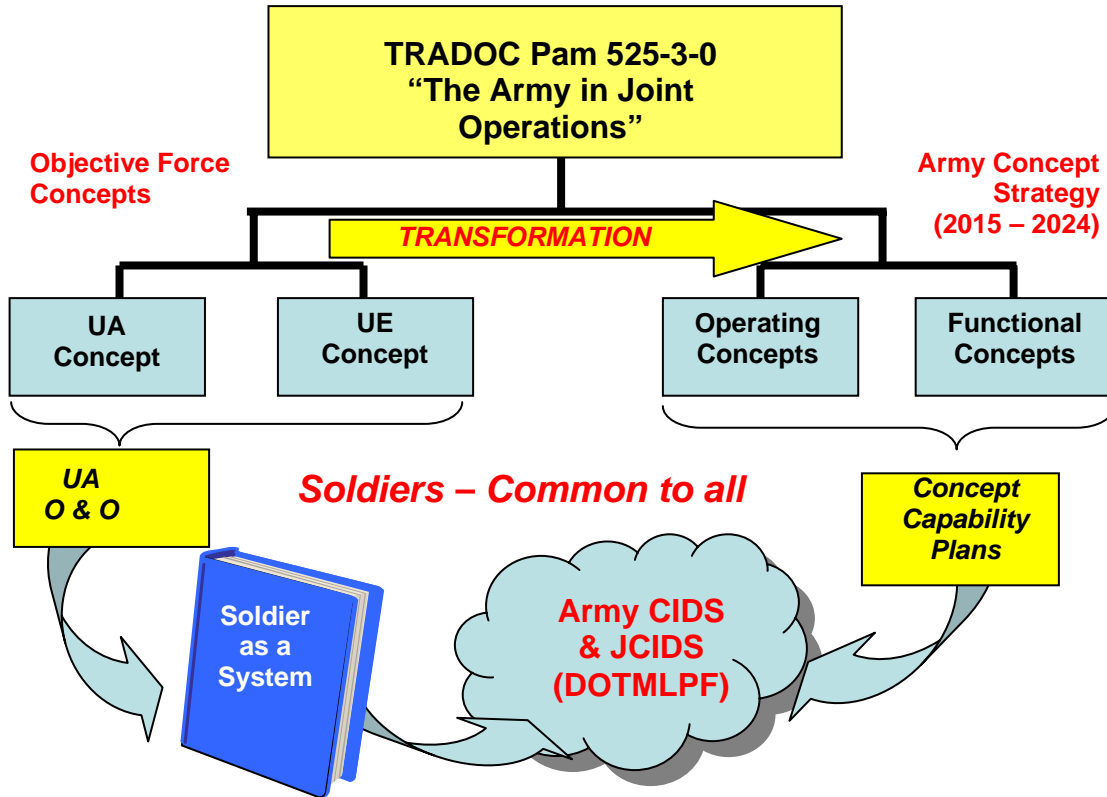 TRADOC Pam 525-3-0
“The Army in Joint
Operations”
Objective Force
Concepts
Army Concept
Strategy
(2015 – 2024)
TRANSFORMATION
UA
Concept
UE
Concept
Operating
Concepts
Functional
Concepts
UA
O & O
Soldiers – Common to all
Concept
Capability
Plans
Soldier
as a
System
Army CIDS
& JCIDS
(DOTMLPF)